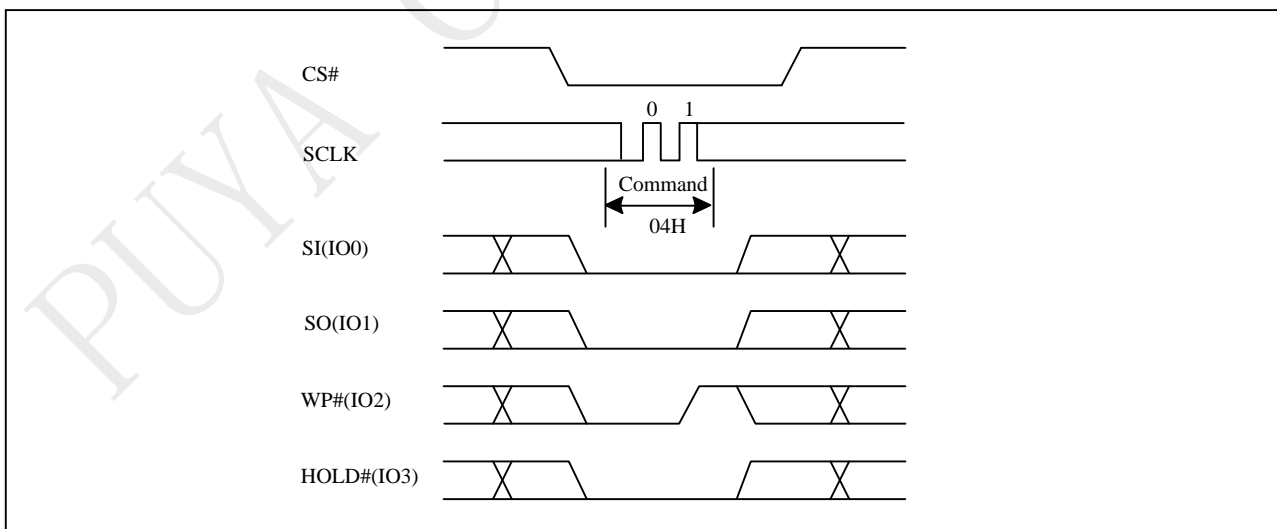 CS#
0 1
SCLK
Command
04H
SI(IO0)
SO(IO1)
WP#(IO2)
HOLD#(IO3)
PUYA